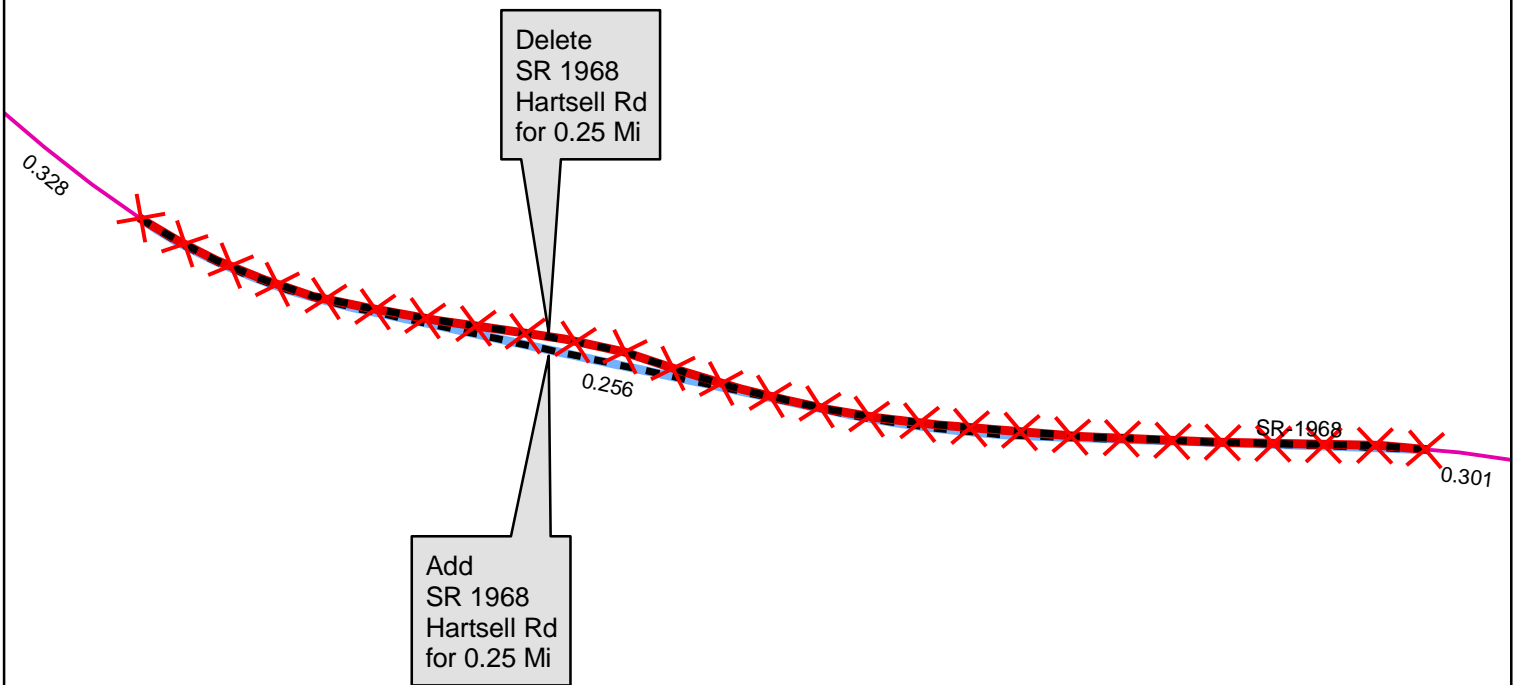 Delete
SR 1968
Hartsell Rd
for 0.25 Mi
0.328
0.256
SR-1968
0.301
Add
SR 1968
Hartsell Rd
for 0.25 Mi